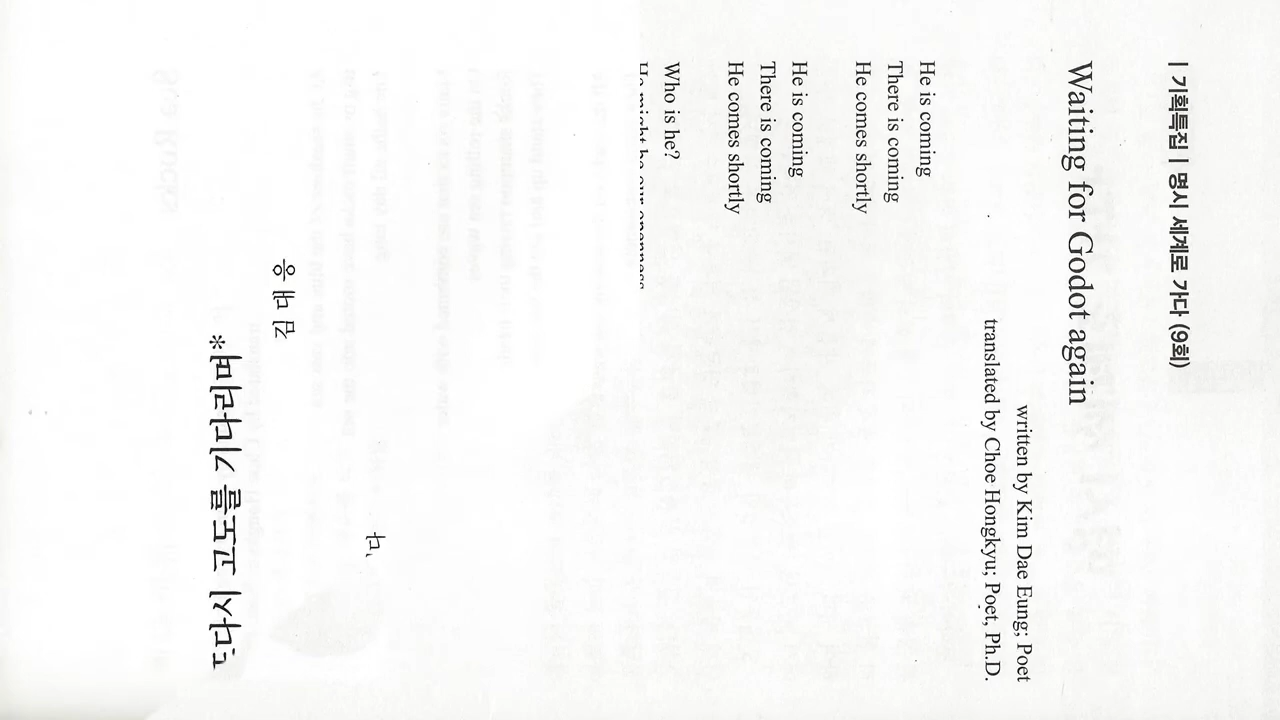 | 기획특집 | 명시 세계로 가다 (9회)
Waiting for Godot again
written by Kim Dae Eung; Poet
translated by Choe Hongkyu; Poet, Ph.D.
He is coming
There is coming
He comes shortly
He is coming
There is coming
He comes shortly
Who is he?
다시 고도를 기다리며*
김 대 응